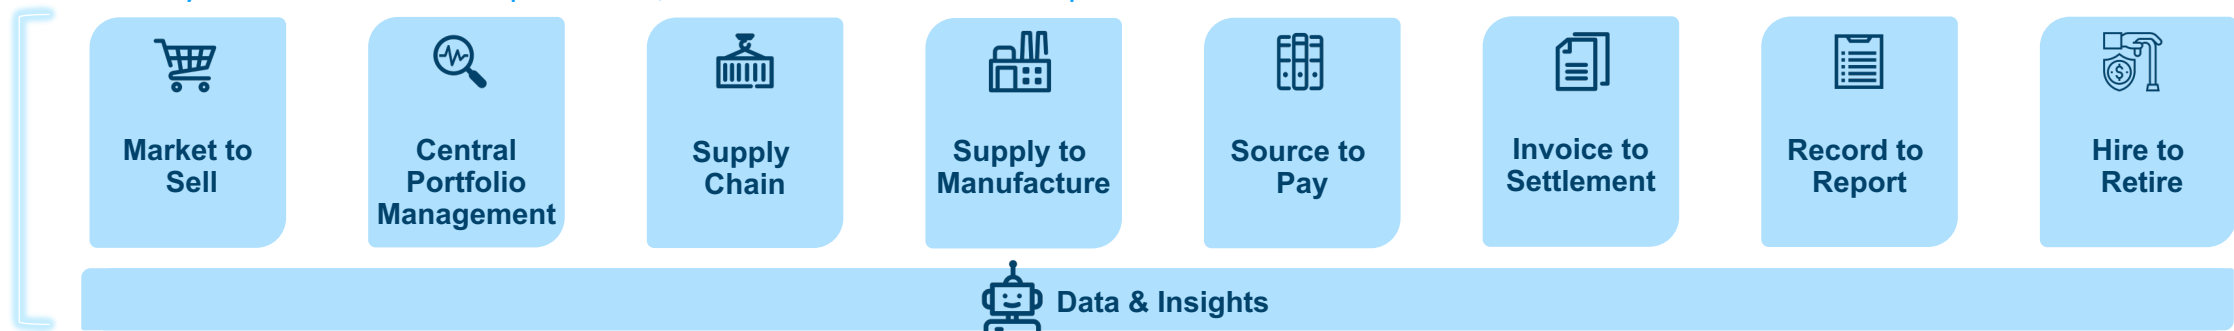 Market to
Sell
Central
Portfolio
Management
Supply
Chain
Supply to
Manufacture
Source to
Pay
Invoice to
Settlement
Record to
Report
Hire to
Retire
Data & Insights